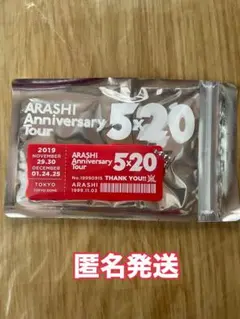 ARASHI
Anniversary
Tour
5×20
2019
NOVEMBER
29.30
DECEMBER
01.24.25
TOKYO
ARASHI
Anniversary
Tour
5×20
THANK YOU!!
ARASHI
1999.11.03
匿名発送